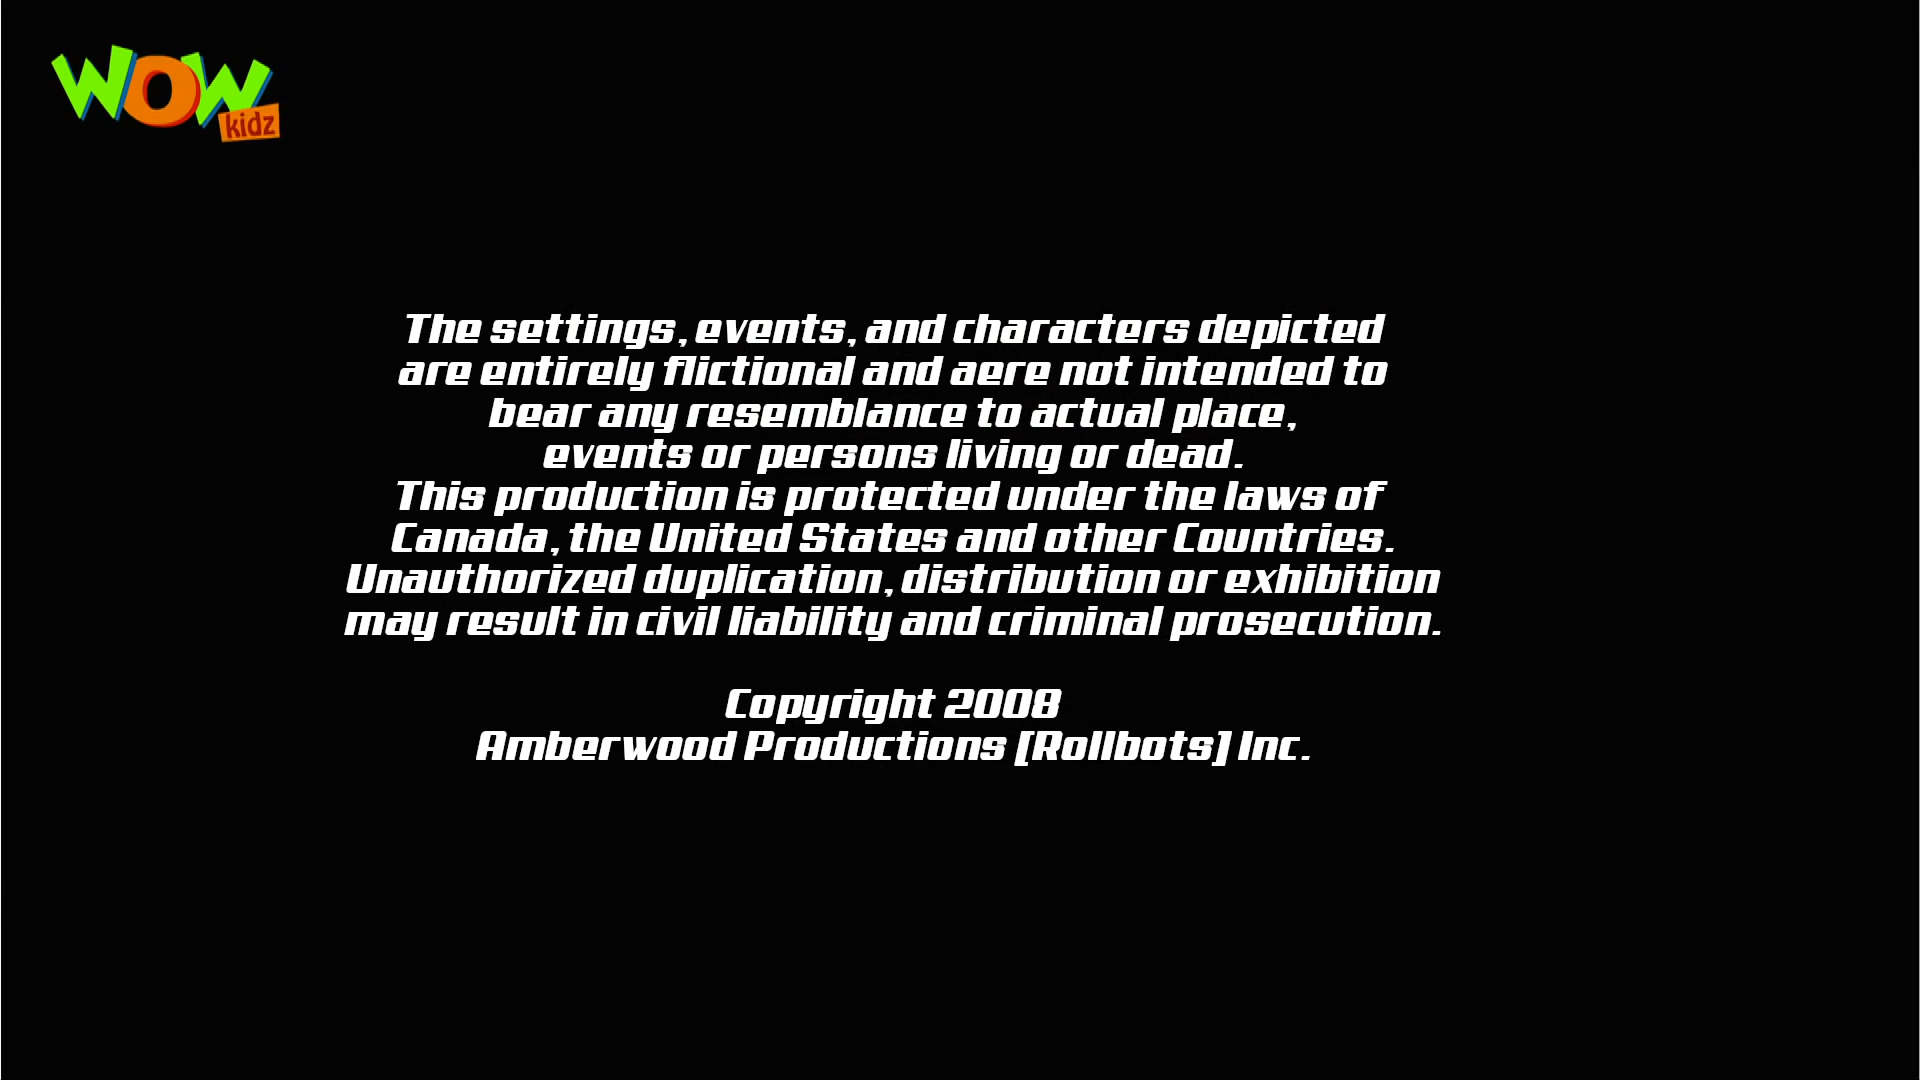 WOW
kidz
The settings, events, and characters depicted
are entirely flictional and aere not intended to
bear any resemblance to actual place,
events or persons living or dead.
This production is protected under the laws of
Canada, the United States and other Countries.
Unauthorized duplication, distribution or exhibition
may result in civil liability and criminal prosecution.
Copyright 2008
Amberwood Productions [Rollbots] Inc.